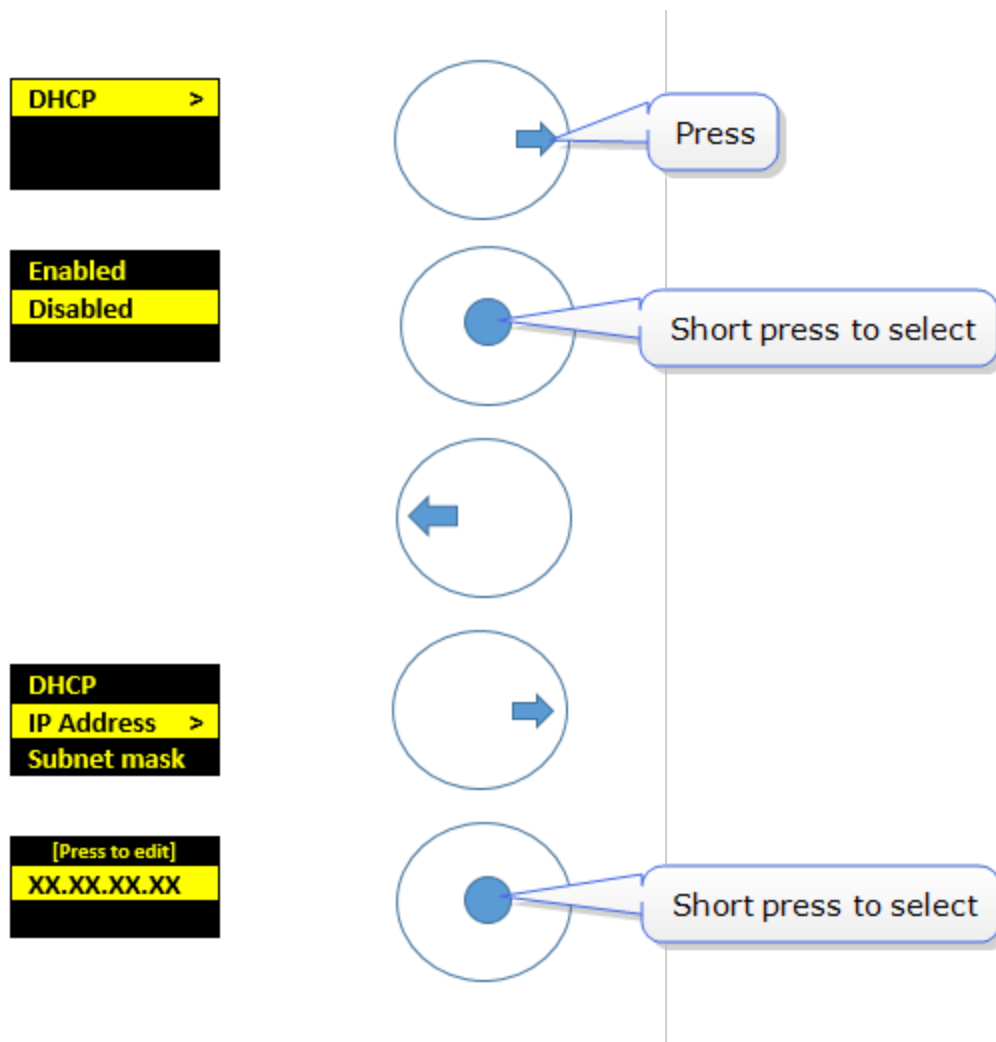 DHCP >
Press
Enabled
Disabled
Short press to select
DHCP
IP Address >
Subnet mask
[Press to edit]
XX.XX.XX.XX
Short press to select